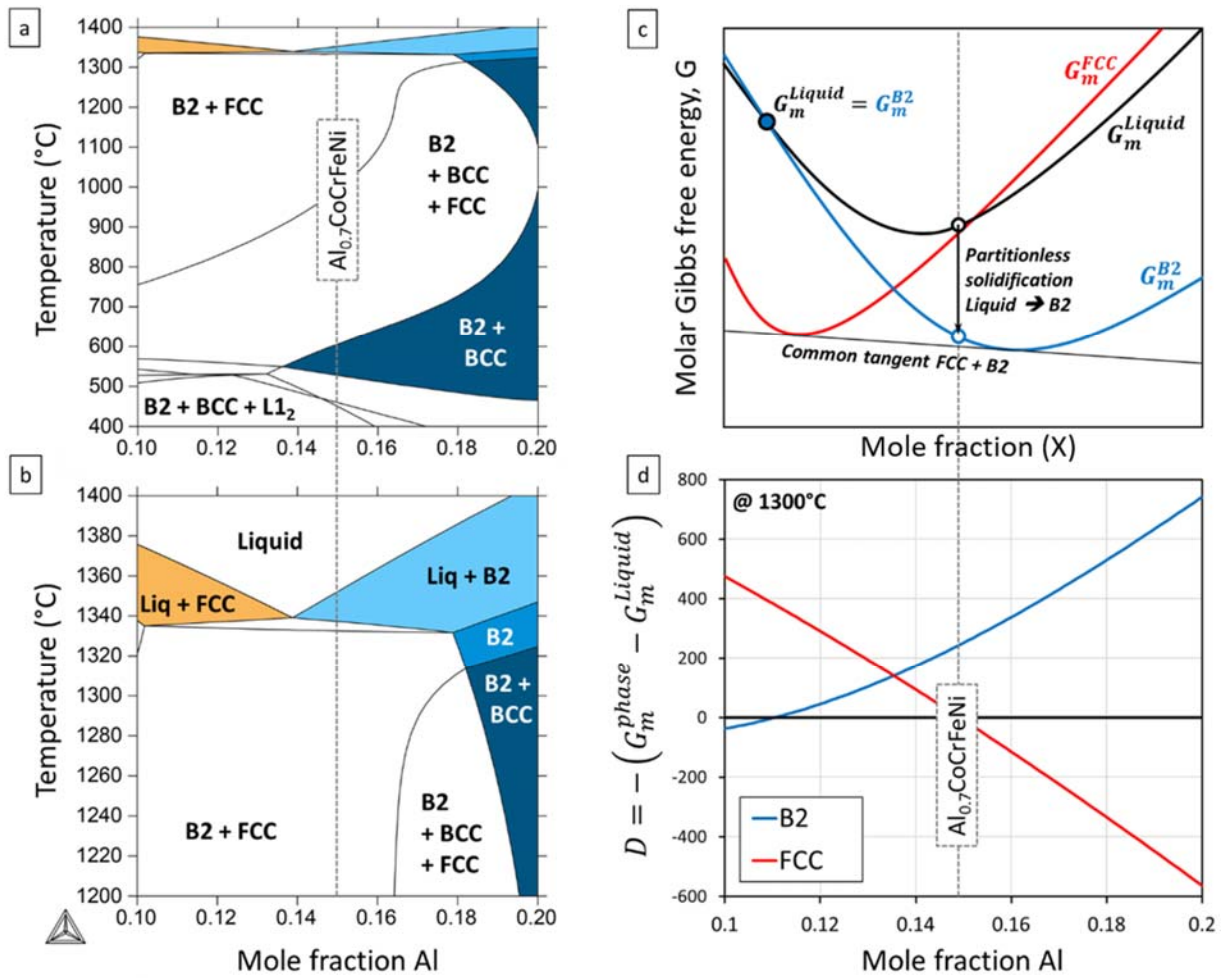 a
1400
1300
1200
1100
1000
900
800
700
600
500
400
Temperature (°C)
B2 + FCC
B2
+ BCC
+ FCC
Al0.7CoCrFeNi
B2 +
BCC
B2 + BCC + L12
0.10
0.12
0.14
0.16
0.18
0.20
b
1400
1380
1360
1340
1320
1300
1280
1260
1240
1220
1200
Temperature (°C)
Liquid
Liq + FCC
Liq + B2
B2
B2 +
BCC
B2 + FCC
B2
+ BCC
+ FCC
0.10
0.12
0.14
0.16
0.18
0.20
Mole fraction Al
c
Molar Gibbs free energy, G
G_m^Liquid = G_m^B2
G_m^FCC
G_m^Liquid
Partitionless
solidification
Liquid ➔ B2
G_m^B2
Common tangent FCC + B2
Mole fraction (X)
d
@ 1300°C
D = −(G_m^phase − G_m^Liquid)
800
600
400
200
0
-200
-400
-600
Al0.7CoCrFeNi
B2
FCC
0.1
0.12
0.14
0.16
0.18
0.2
Mole fraction Al